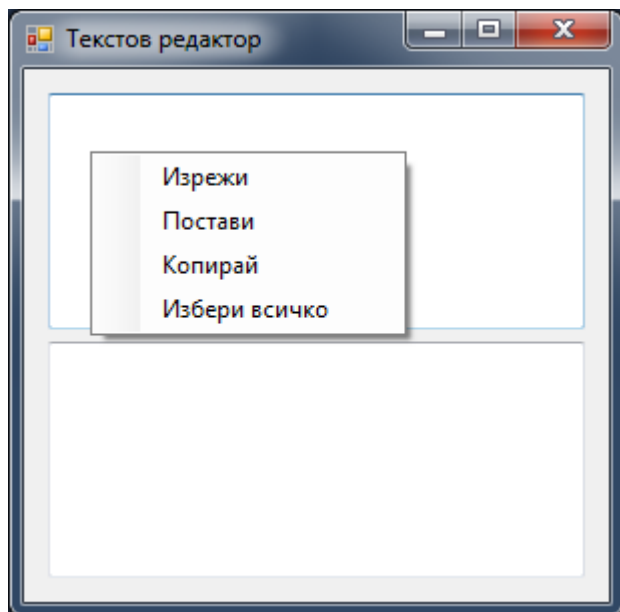 Текстов редактор
Изрежи
Постави
Копирай
Избери всичко